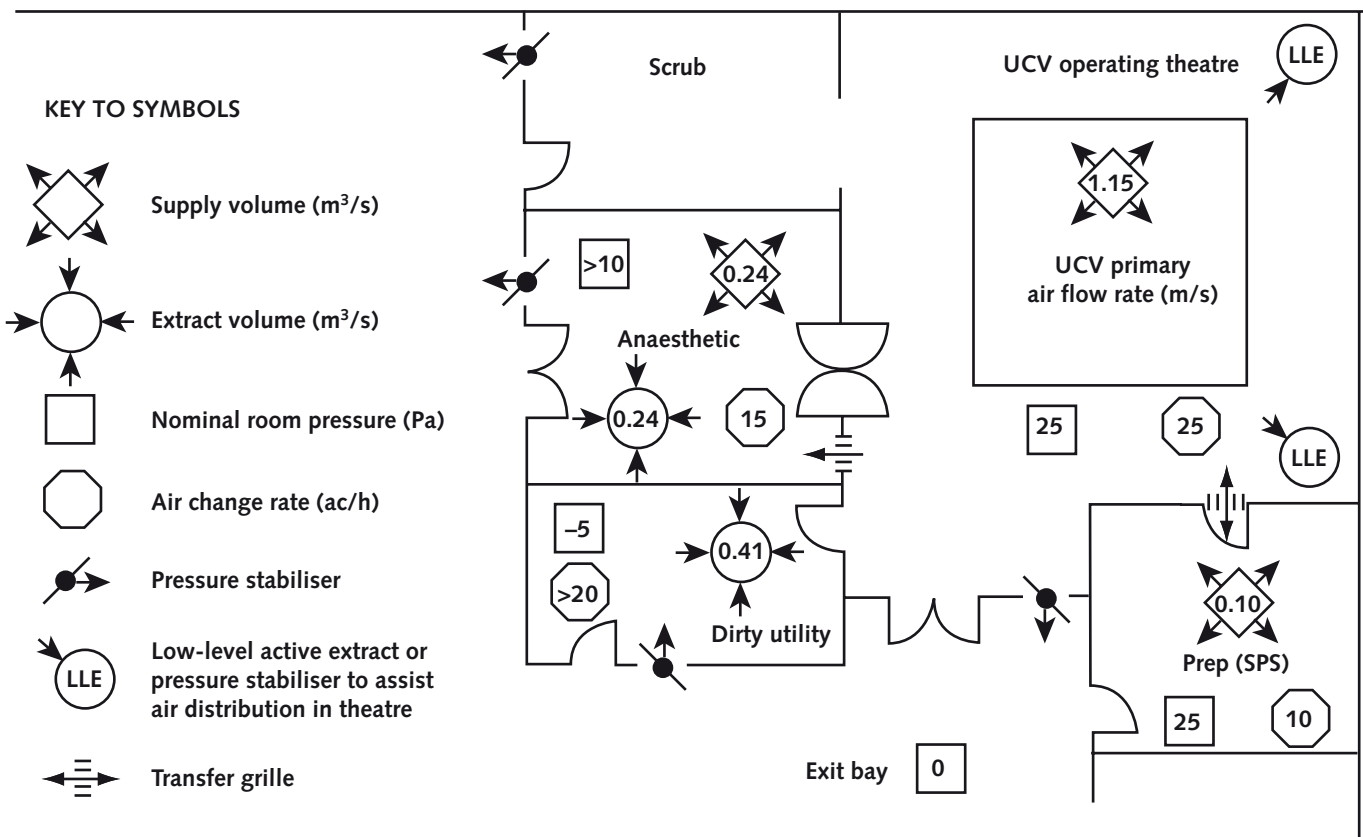 KEY TO SYMBOLS
Supply volume (m³/s)
Extract volume (m³/s)
Nominal room pressure (Pa)
Air change rate (ac/h)
Pressure stabiliser
LLE
Low-level active extract or
pressure stabiliser to assist
air distribution in theatre
Transfer grille
Scrub
UCV operating theatre
LLE
1.15
UCV primary
air flow rate (m/s)
>10
0.24
Anaesthetic
0.24
15
25
25
LLE
–5
0.41
>20
Dirty utility
0.10
Prep (SPS)
25
10
Exit bay
0